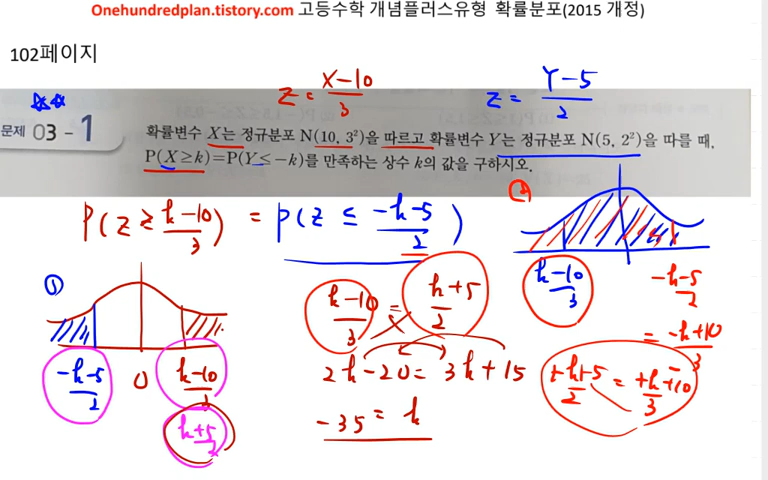 Onehundredplan.tistory.com 고등수학 개념플러스유형 확률분포(2015 개정)
102페이지
z = X-10/3
z = Y-5/2
문제 03-1
확률변수 X는 정규분포 N(10, 3²)을 따르고 확률변수 Y는 정규분포 N(5, 2²)을 따를 때,
P(X≥k)=P(Y≤-k)를 만족하는 상수 k의 값을 구하시오.
P(z ≥ k-10/3) = P(z ≤ -k-5/2)
②
k-10/3
-k-5/2
= -k+10/3
+k+5/2 = +k-10/3
①
-k-5/2
0
k-10/3
k+5/2
k-10/3 = k+5/2
2k-20 = 3k+15
-35 = k